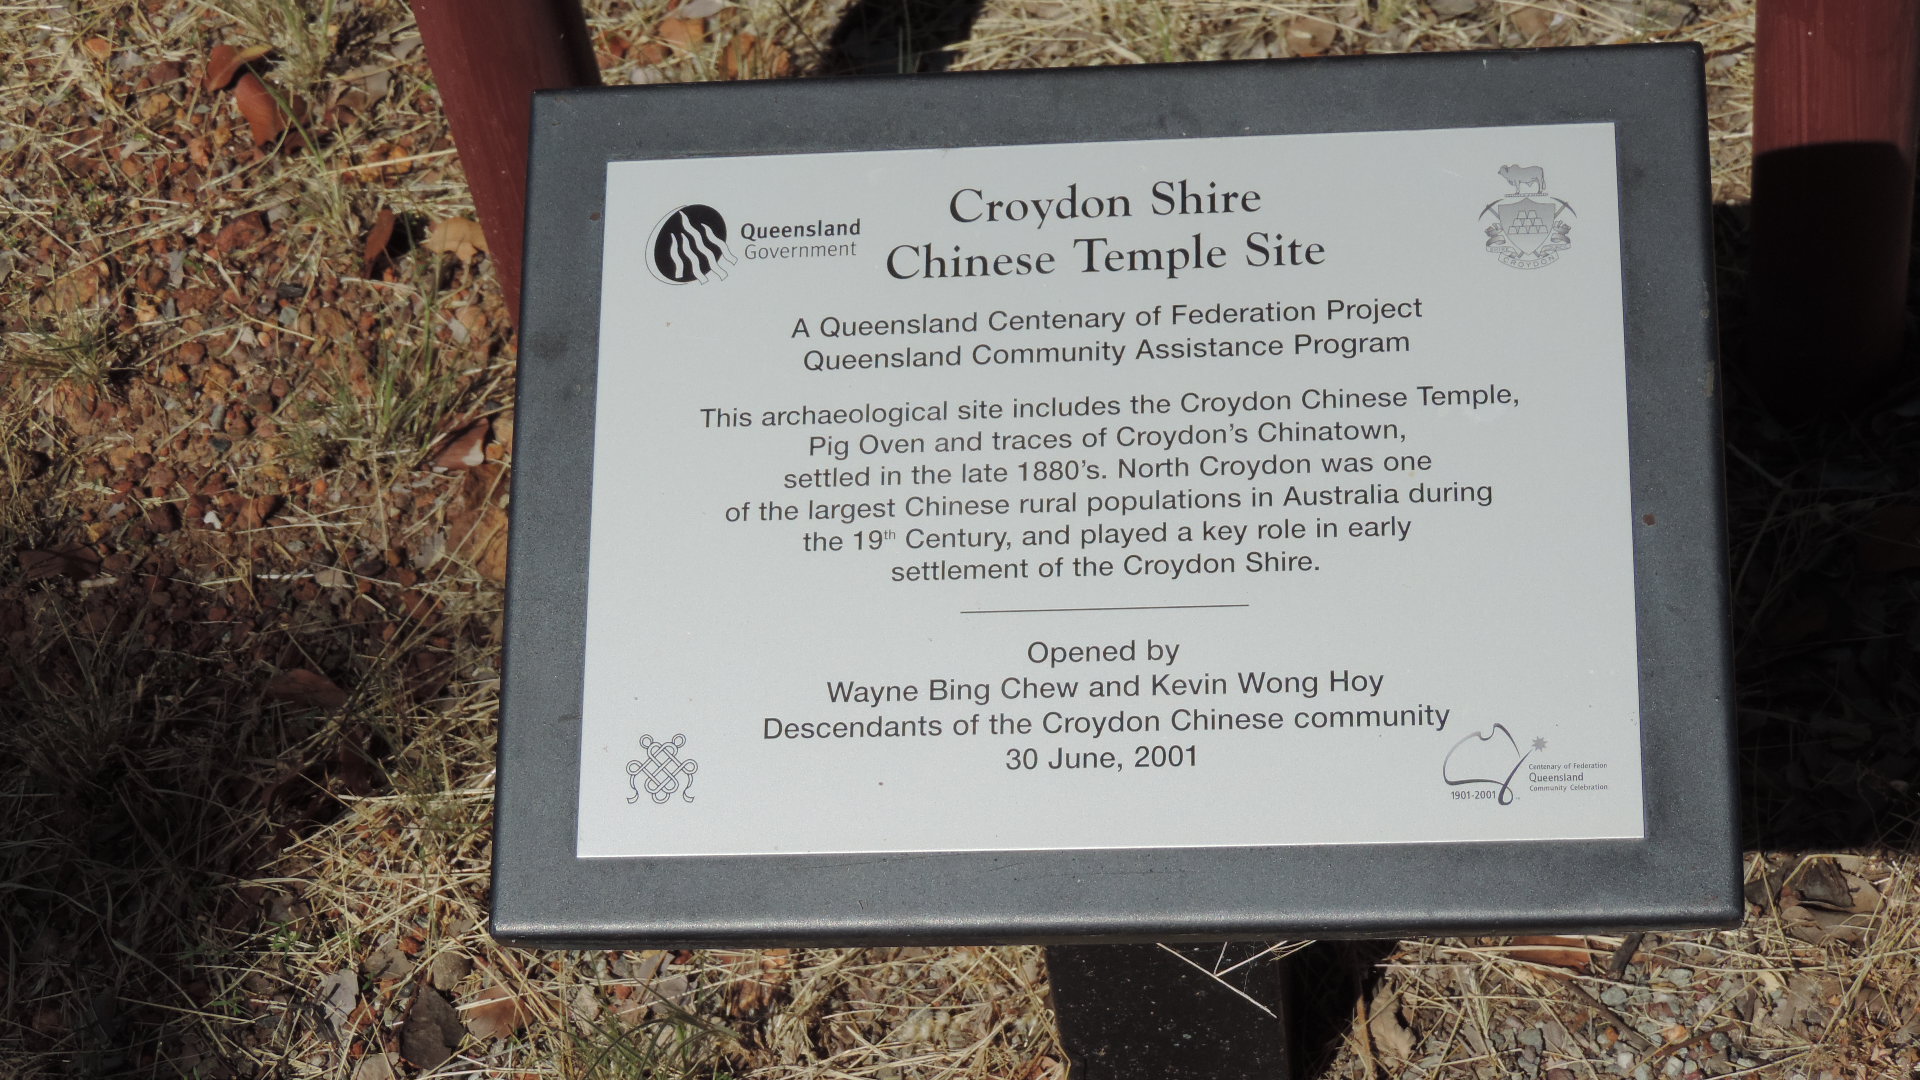 Queensland
Government
Croydon Shire
Chinese Temple Site
SHIRE
CROYDON
A Queensland Centenary of Federation Project
Queensland Community Assistance Program
This archaeological site includes the Croydon Chinese Temple,
Pig Oven and traces of Croydon's Chinatown,
settled in the late 1880's. North Croydon was one
of the largest Chinese rural populations in Australia during
the 19th Century, and played a key role in early
settlement of the Croydon Shire.
Opened by
Wayne Bing Chew and Kevin Wong Hoy
Descendants of the Croydon Chinese community
30 June, 2001
Centenary of Federation
Queensland
Community Celebration
1901-2001